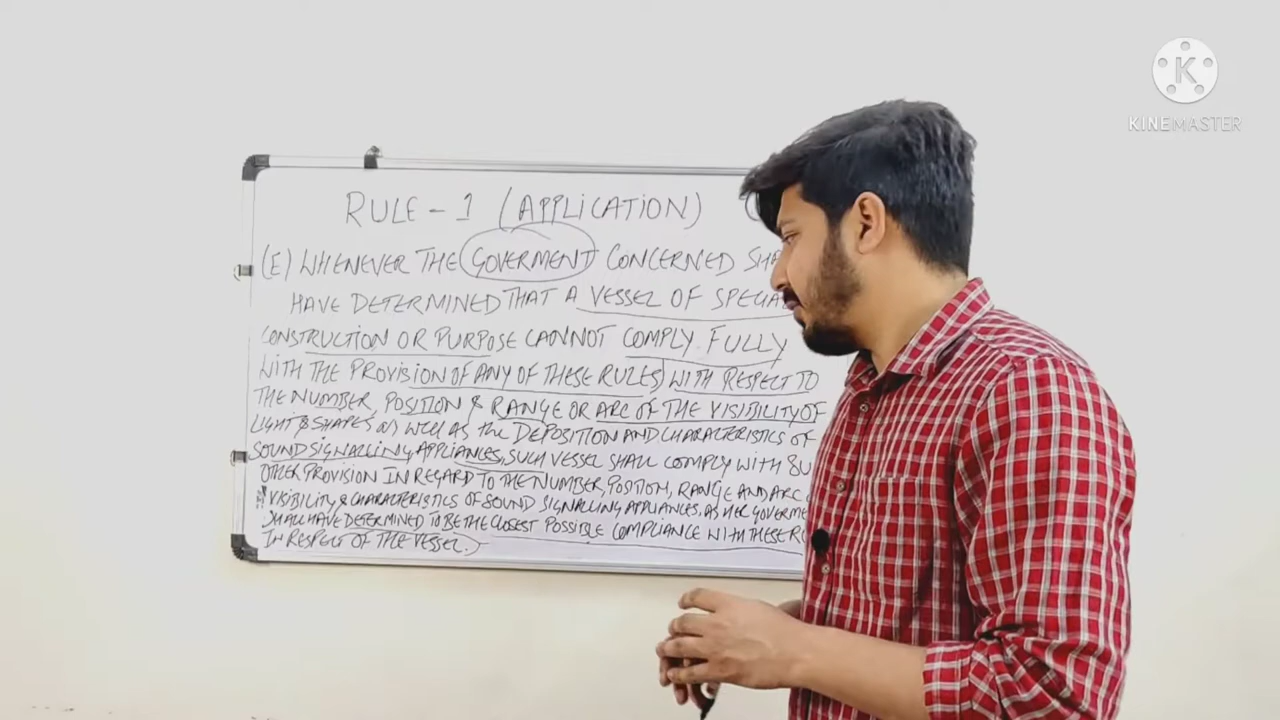 KINEMASTER
RULE - 1 (APPLICATION)
(E) WHENEVER THE GOVERMENT CONCERNED
HAVE DETERMINED THAT A VESSEL OF
CONSTRUCTION OR PURPOSE CANNOT COMPLY FULLY
WITH THE PROVISION OF ANY OF THESE RULES WITH RESPECT TO
THE NUMBER, POSITION & RANGE OR ARC OF THE VISIBILITY OF
LIGHT & SHAPES AS WELL AS THE DEPOSITION AND CHARACTERISTICS OF
SOUND SIGNALLING APPLIANCES, SUCH VESSEL SHALL COMPLY WITH
OTHER PROVISION IN REGARD TO THE NUMBER, POSITION, RANGE AND ARC
VISIBILITY & CHARACTERISTICS OF SOUND SIGNALLING APPLIANCES, AS HER
SHALL HAVE DETERMINED TO BE THE CLOSEST POSSIBLE COMPLIANCE WITH THESE
IN RESPECT OF THE VESSEL.